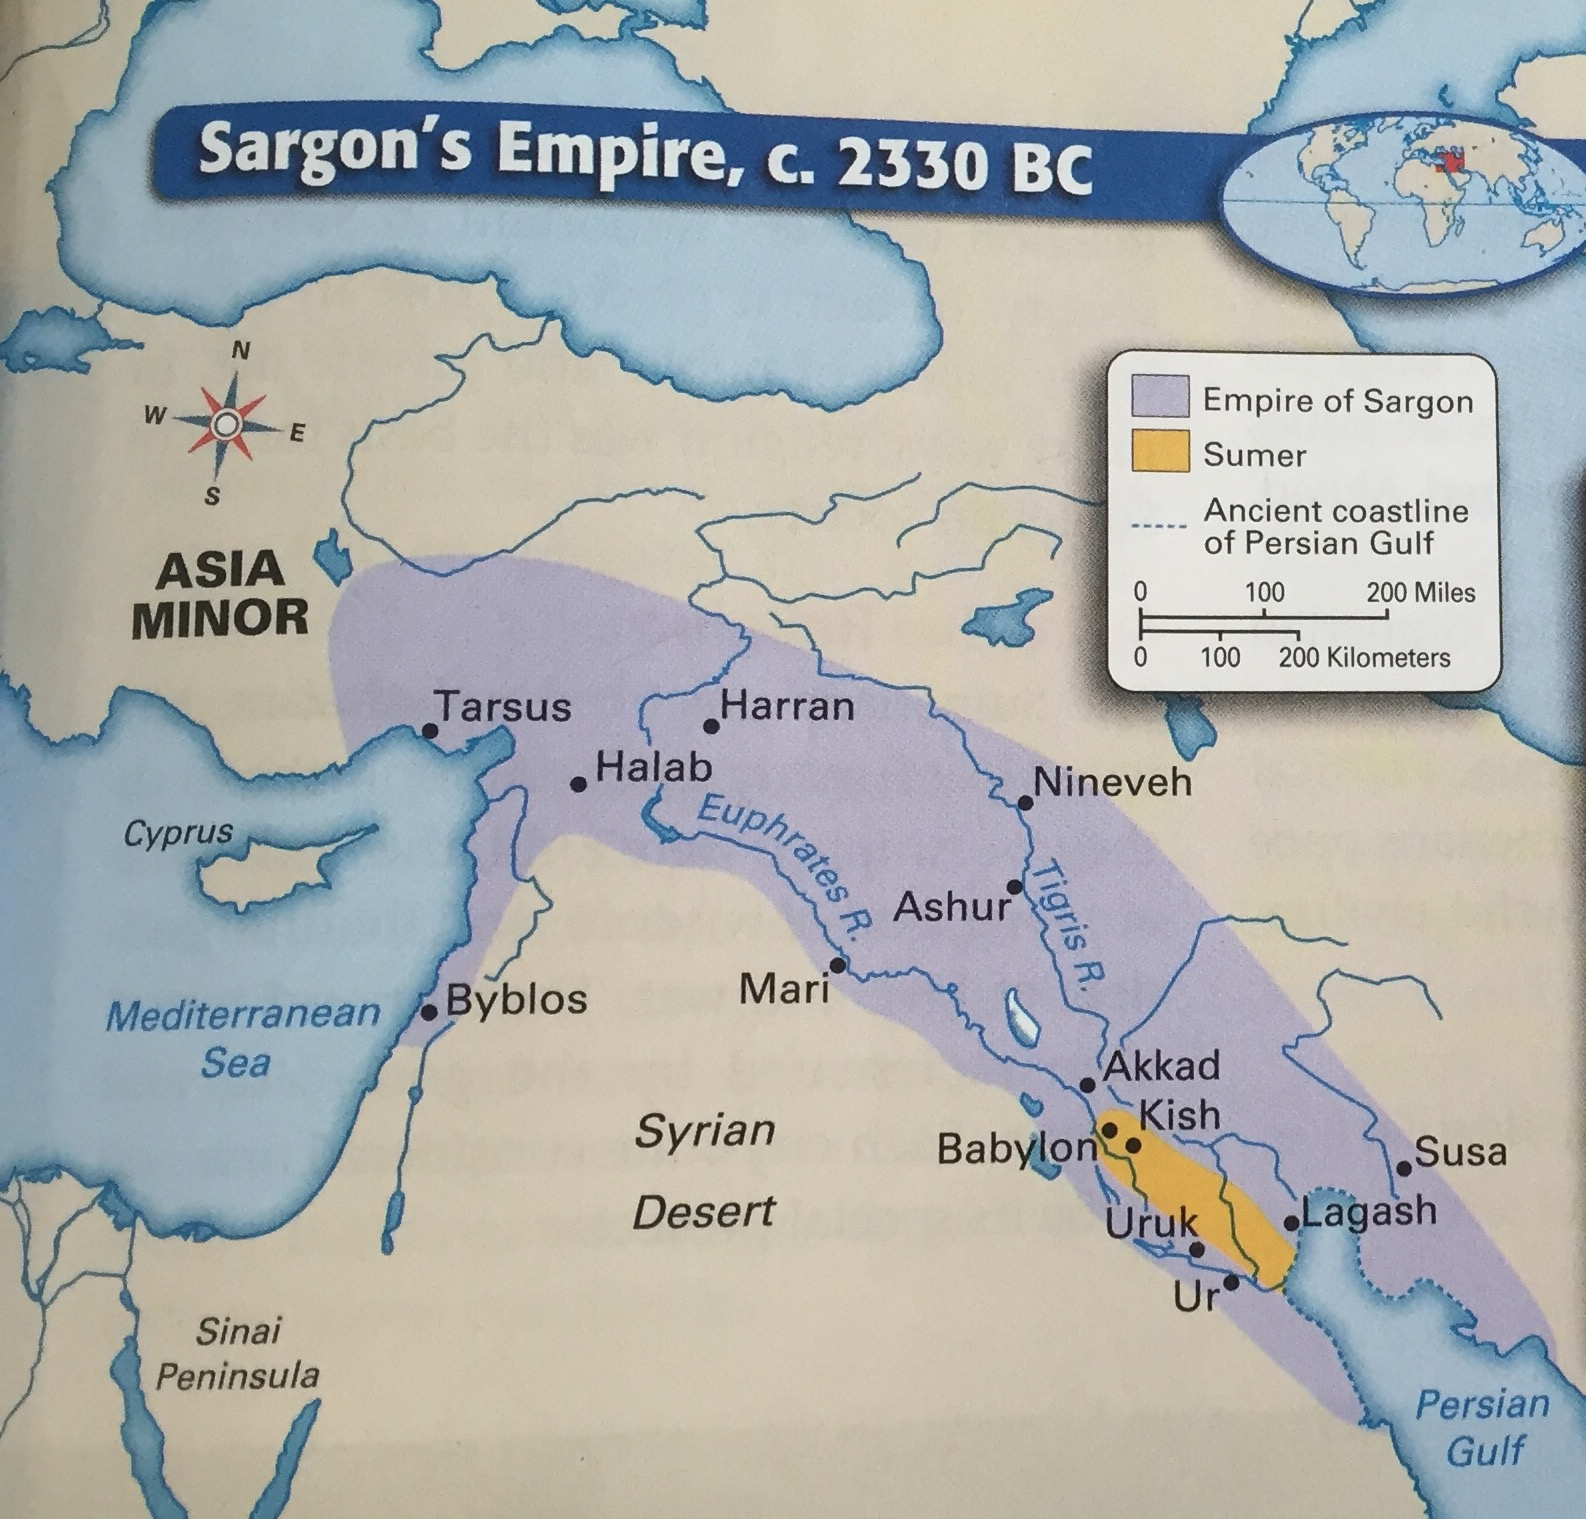 Sargon's Empire, c. 2330 BC
N
W
E
S
Empire of Sargon
Sumer
Ancient coastline
of Persian Gulf
0 100 200 Miles
0 100 200 Kilometers
ASIA
MINOR
Tarsus
Harran
Halab
Nineveh
Euphrates R.
Cyprus
Tigris R.
Ashur
Mari
Byblos
Mediterranean
Sea
Akkad
Kish
Babylon
Syrian
Desert
Susa
Lagash
Uruk
Ur
Sinai
Peninsula
Persian
Gulf